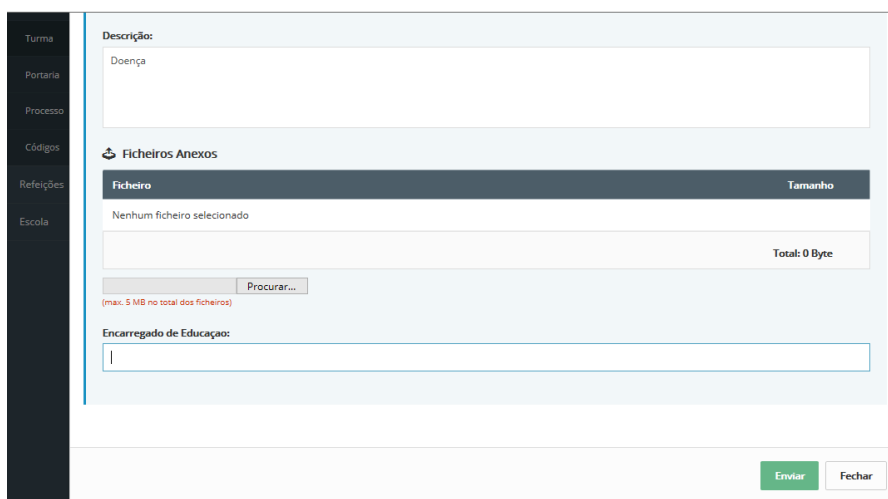 Turma
Portaria
Processo
Códigos
Refeições
Escola
Descrição:
Doença
Ficheiros Anexos
Ficheiro Tamanho
Nenhum ficheiro selecionado
Total: 0 Byte
Procurar...
(max. 5 MB no total dos ficheiros)
Encarregado de Educaçao:
Enviar Fechar